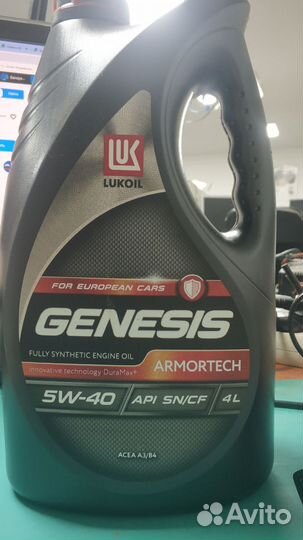 LUKOIL
FOR EUROPEAN CARS
GENESIS
FULLY SYNTHETIC ENGINE OIL
innovative technology DuraMax+
ARMORTECH
5W-40 API SN/CF 4L
ACEA A3/B4
Avito